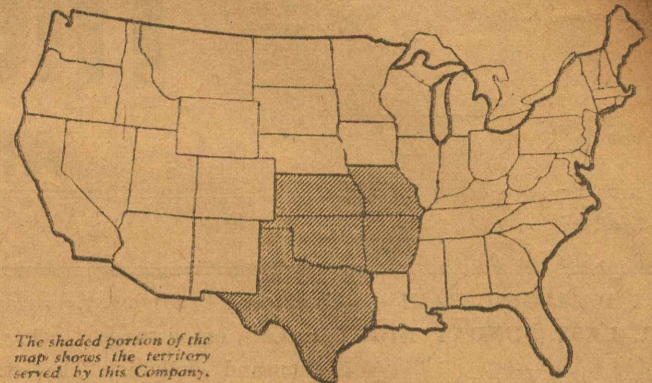 The shaded portion of the
map shows the territory
served by this Company.